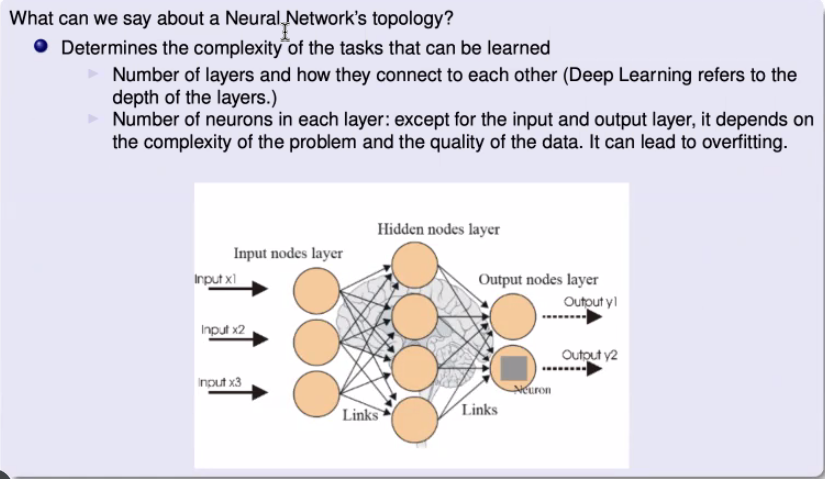 What can we say about a Neural Network's topology?
Determines the complexity of the tasks that can be learned
Number of layers and how they connect to each other (Deep Learning refers to the
depth of the layers.)
Number of neurons in each layer: except for the input and output layer, it depends on
the complexity of the problem and the quality of the data. It can lead to overfitting.
Hidden nodes layer
Input nodes layer
Input x1
Output nodes layer
Output y1
Input x2
Output y2
Input x3
Neuron
Links
Links